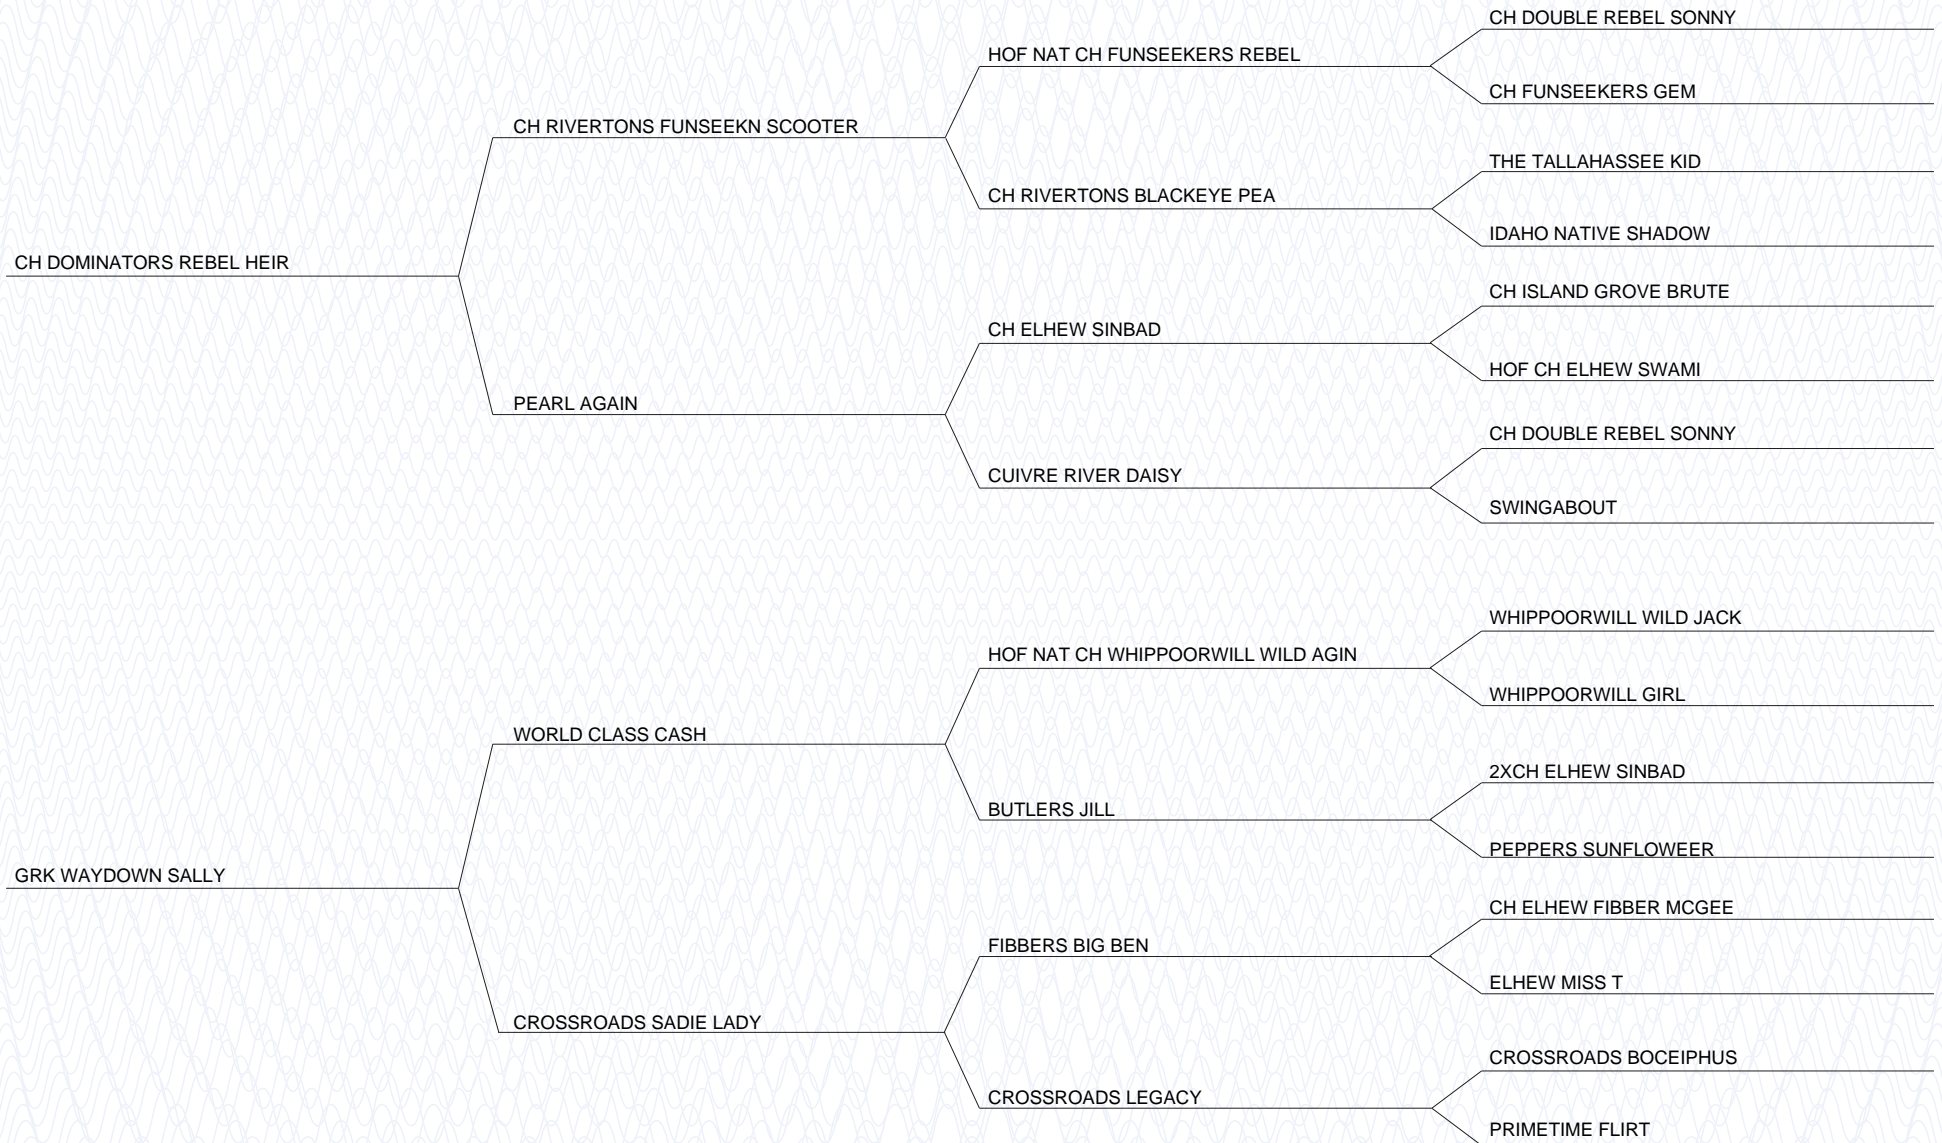 CH DOUBLE REBEL SONNY
HOF NAT CH FUNSEEKERS REBEL
CH FUNSEEKERS GEM
CH RIVERTONS FUNSEEKN SCOOTER
THE TALLAHASSEE KID
CH RIVERTONS BLACKEYE PEA
IDAHO NATIVE SHADOW
CH DOMINATORS REBEL HEIR
CH ISLAND GROVE BRUTE
CH ELHEW SINBAD
HOF CH ELHEW SWAMI
PEARL AGAIN
CH DOUBLE REBEL SONNY
CUIVRE RIVER DAISY
SWINGABOUT
WHIPPOORWILL WILD JACK
HOF NAT CH WHIPPOORWILL WILD AGIN
WHIPPOORWILL GIRL
WORLD CLASS CASH
2XCH ELHEW SINBAD
BUTLERS JILL
PEPPERS SUNFLOWEER
GRK WAYDOWN SALLY
CH ELHEW FIBBER MCGEE
FIBBERS BIG BEN
ELHEW MISS T
CROSSROADS SADIE LADY
CROSSROADS BOCEIPHUS
CROSSROADS LEGACY
PRIMETIME FLIRT